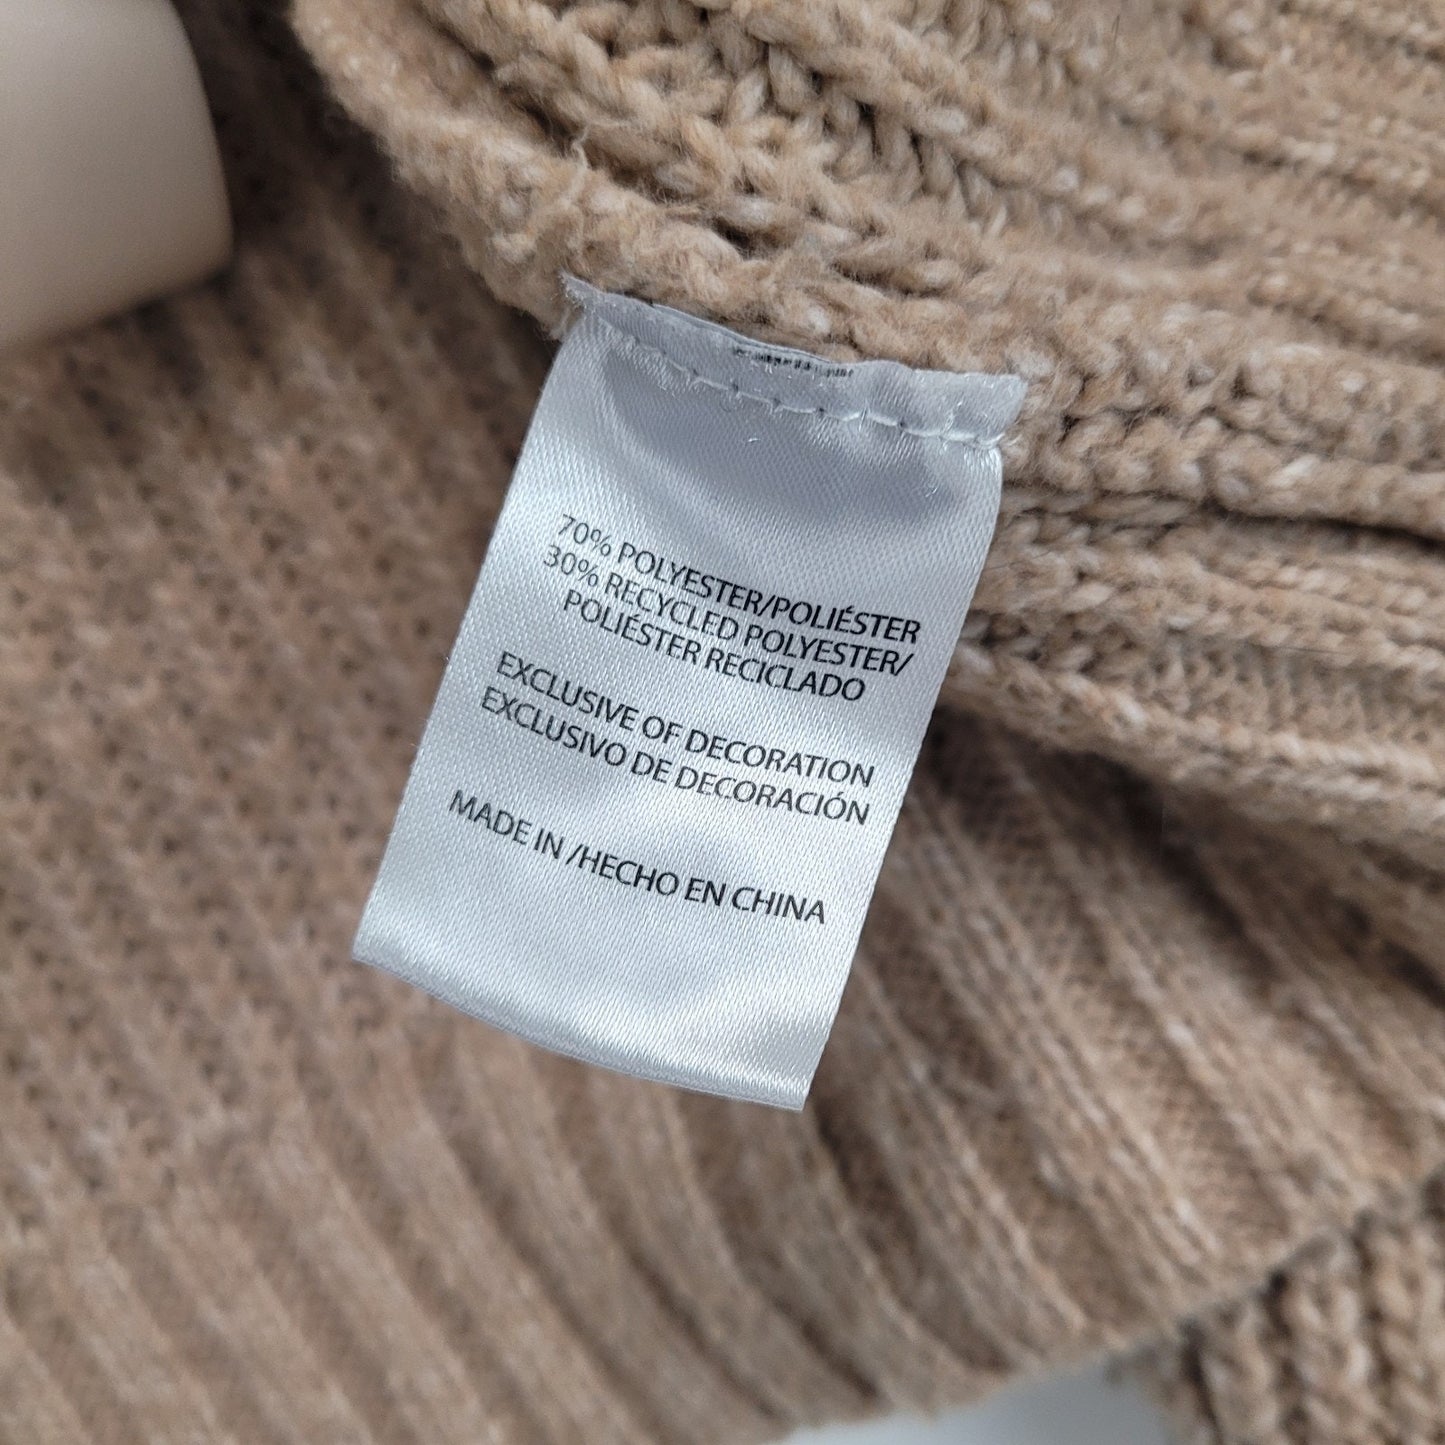 70% POLYESTER/POLIÉSTER
30% RECYCLED POLYESTER/
POLIÉSTER RECICLADO
EXCLUSIVE OF DECORATION
EXCLUSIVO DE DECORACIÓN
MADE IN /HECHO EN CHINA